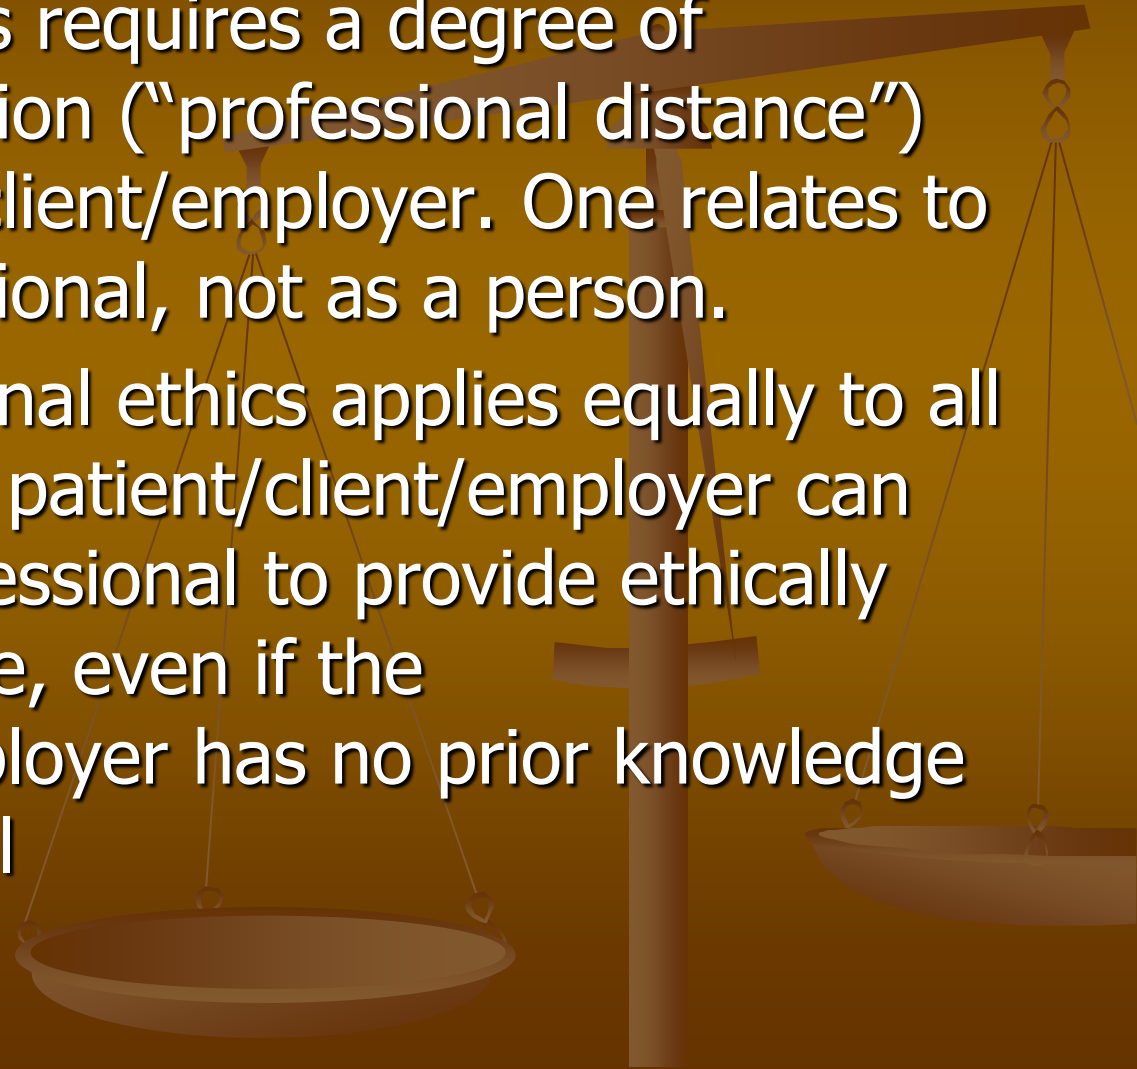 s requires a degree of
ion (“professional distance”)
client/employer. One relates to
ional, not as a person.
nal ethics applies equally to all
patient/client/employer can
essional to provide ethically
e, even if the
ployer has no prior knowledge
l